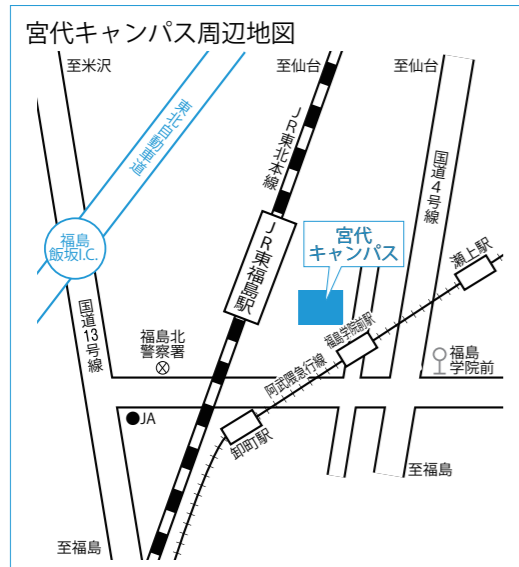 宮代キャンパス周辺地図
至米沢
至仙台
至仙台
東北自動車道
JR東北本線
国道4号線
福島
飯坂I.C.
JR東福島駅
宮代
キャンパス
瀬上駅
国道13号線
福島北
警察署
福島学院前駅
福島
学院前
阿武隈急行線
JA
卸町駅
至福島
至福島